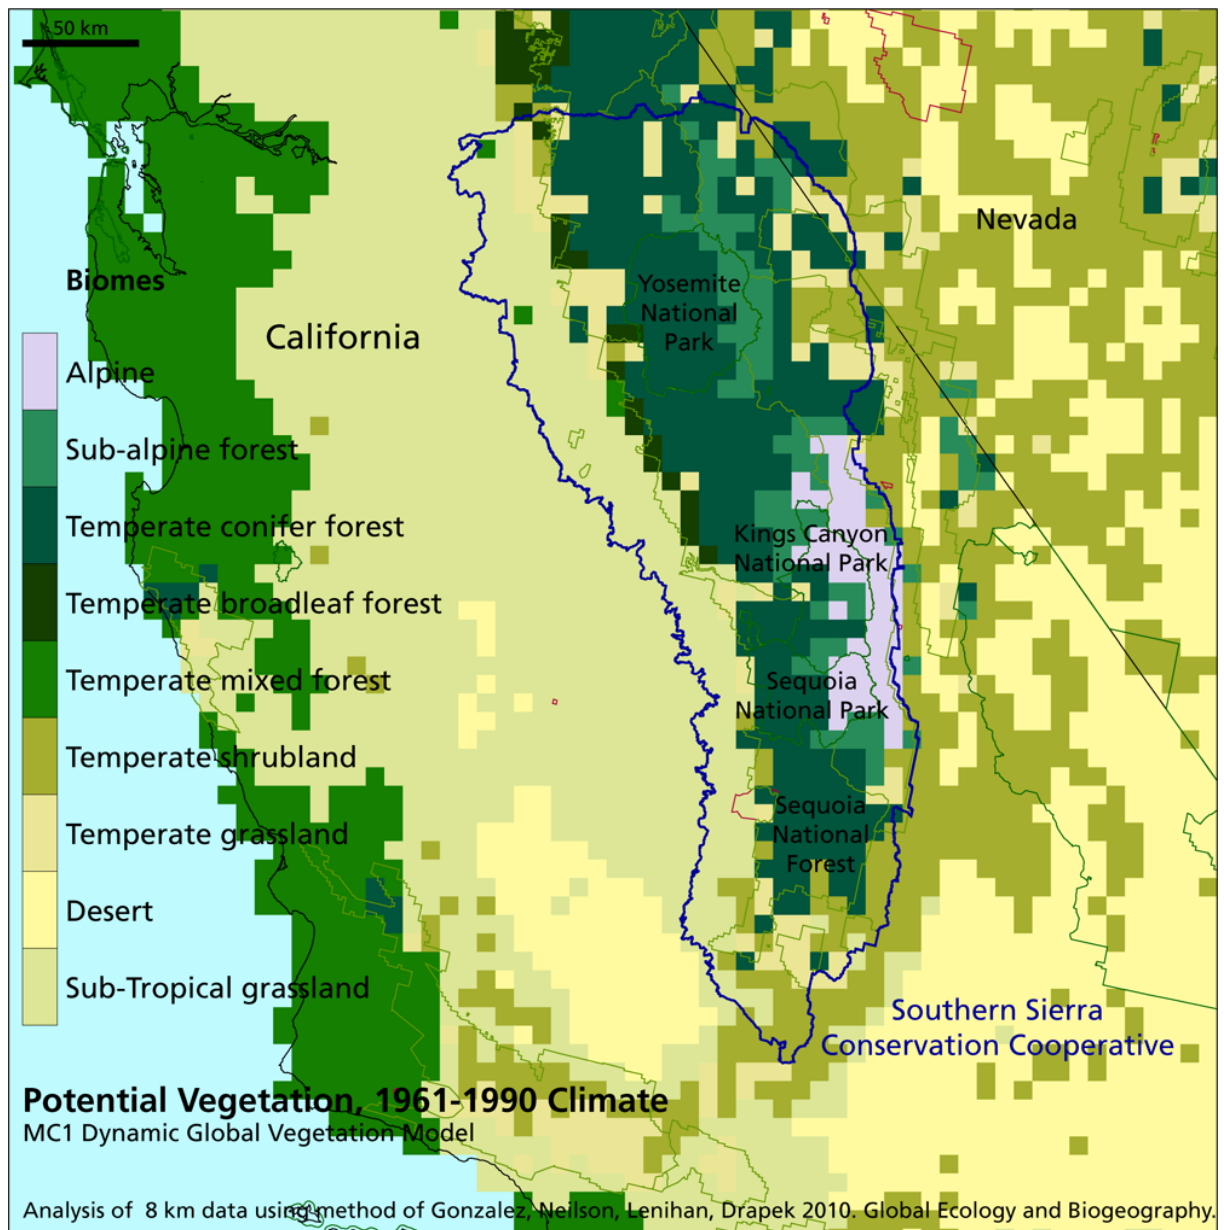 50 km
Nevada
Biomes
Yosemite
National
Park
California
Alpine
Sub-alpine forest
Temperate conifer forest
Kings Canyon
National Park
Temperate broadleaf forest
Temperate mixed forest
Sequoia
National Park
Temperate shrubland
Sequoia
National
Forest
Temperate grassland
Desert
Sub-Tropical grassland
Southern Sierra
Conservation Cooperative
Potential Vegetation, 1961-1990 Climate
MC1 Dynamic Global Vegetation Model
Analysis of 8 km data using method of Gonzalez, Neilson, Lenihan, Drapek 2010. Global Ecology and Biogeography.